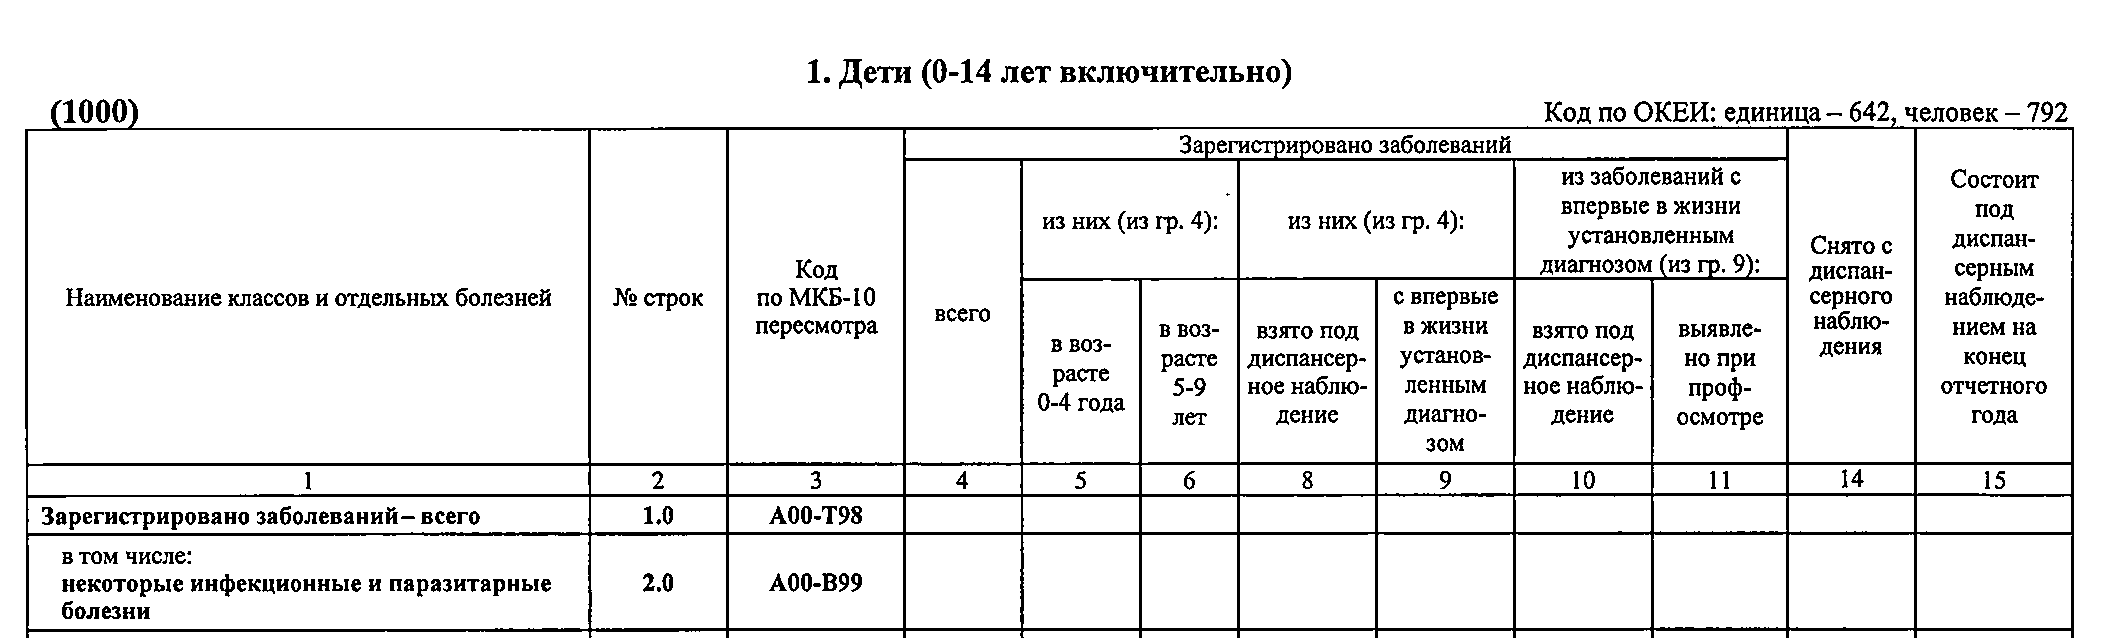 1. Дети (0-14 лет включительно)
(1000)
Код по ОКЕИ: единица – 642, человек – 792
Наименование классов и отдельных болезней
№ строк
Код
по МКБ-10
пересмотра
Зарегистрировано заболеваний
всего
из них (из гр. 4):
в воз-
расте
0-4 года
в воз-
расте
5-9
лет
из них (из гр. 4):
взято под
диспансер-
ное наблю-
дение
с впервые
в жизни
установ-
ленным
диагно-
зом
из заболеваний с
впервые в жизни
установленным
диагнозом (из гр. 9):
взято под
диспансер-
ное наблю-
дение
выявле-
но при
проф-
осмотре
Снято с
диспан-
серного
наблю-
дения
Состоит
под
диспан-
серным
наблюде-
нием на
конец
отчетного
года
1 2 3 4 5 6 8 9 10 11 14 15
Зарегистрировано заболеваний– всего 1.0 A00-T98
в том числе:
некоторые инфекционные и паразитарные 2.0 A00-B99
болезни